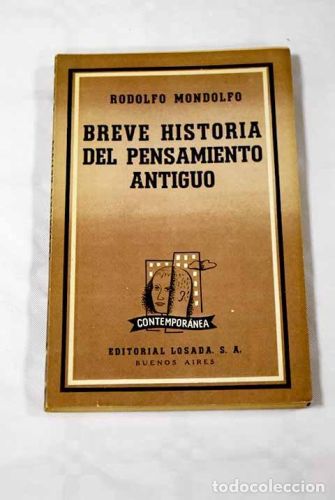 RODOLFO MONDOLFO
BREVE HISTORIA
DEL PENSAMIENTO
ANTIGUO
CONTEMPORÁNEA
EDITORIAL LOSADA, S. A.
BUENOS AIRES
todocoleccion